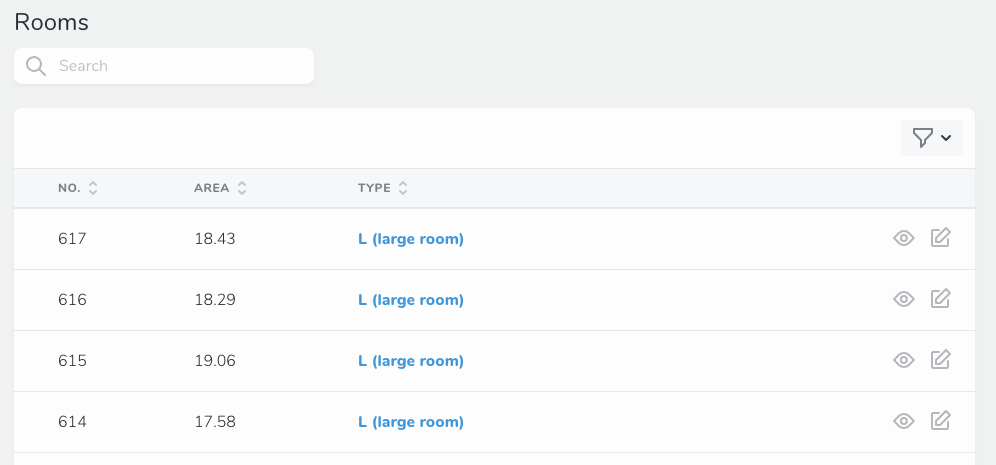 Rooms
Search
NO. AREA TYPE
617 18.43 L (large room)
616 18.29 L (large room)
615 19.06 L (large room)
614 17.58 L (large room)